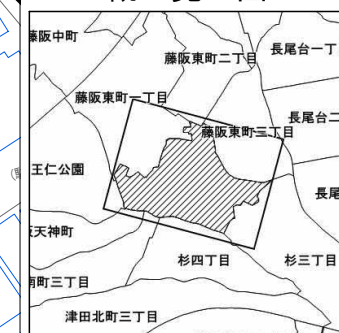 藤阪中町
藤阪東町二丁目
長尾台一丁
藤阪東町一丁目
長尾台二
藤阪東町三丁目
王仁公園
長尾
天神町
杉四丁目
杉三丁目
南町三丁目
津田北町三丁目